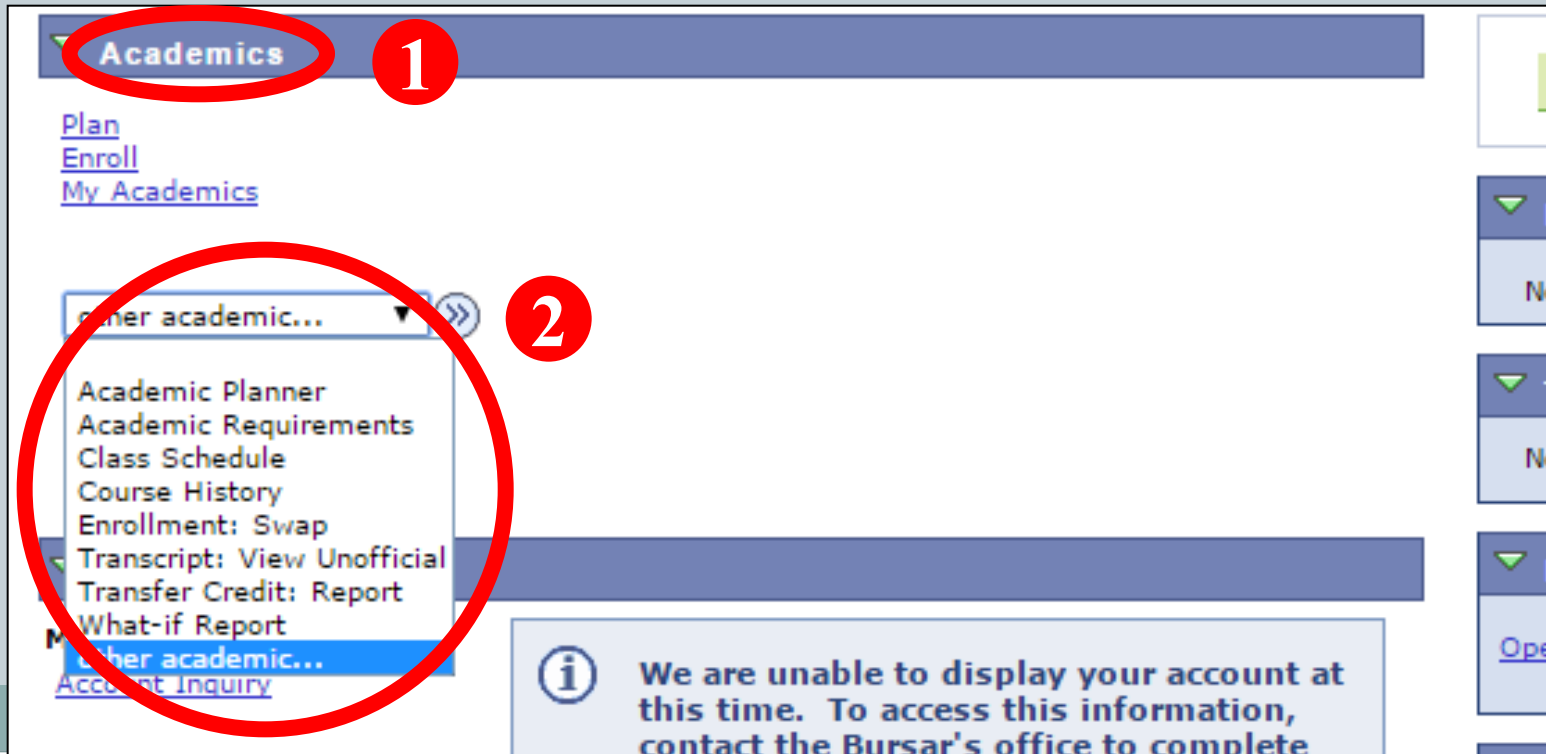 Academics
1
Plan
Enroll
My Academics
other academic...
2
Academic Planner
Academic Requirements
Class Schedule
Course History
Enrollment: Swap
Transcript: View Unofficial
Transfer Credit: Report
What-if Report
other academic...
Account Inquiry
We are unable to display your account at
this time. To access this information,
contact the Bursar's office to complete